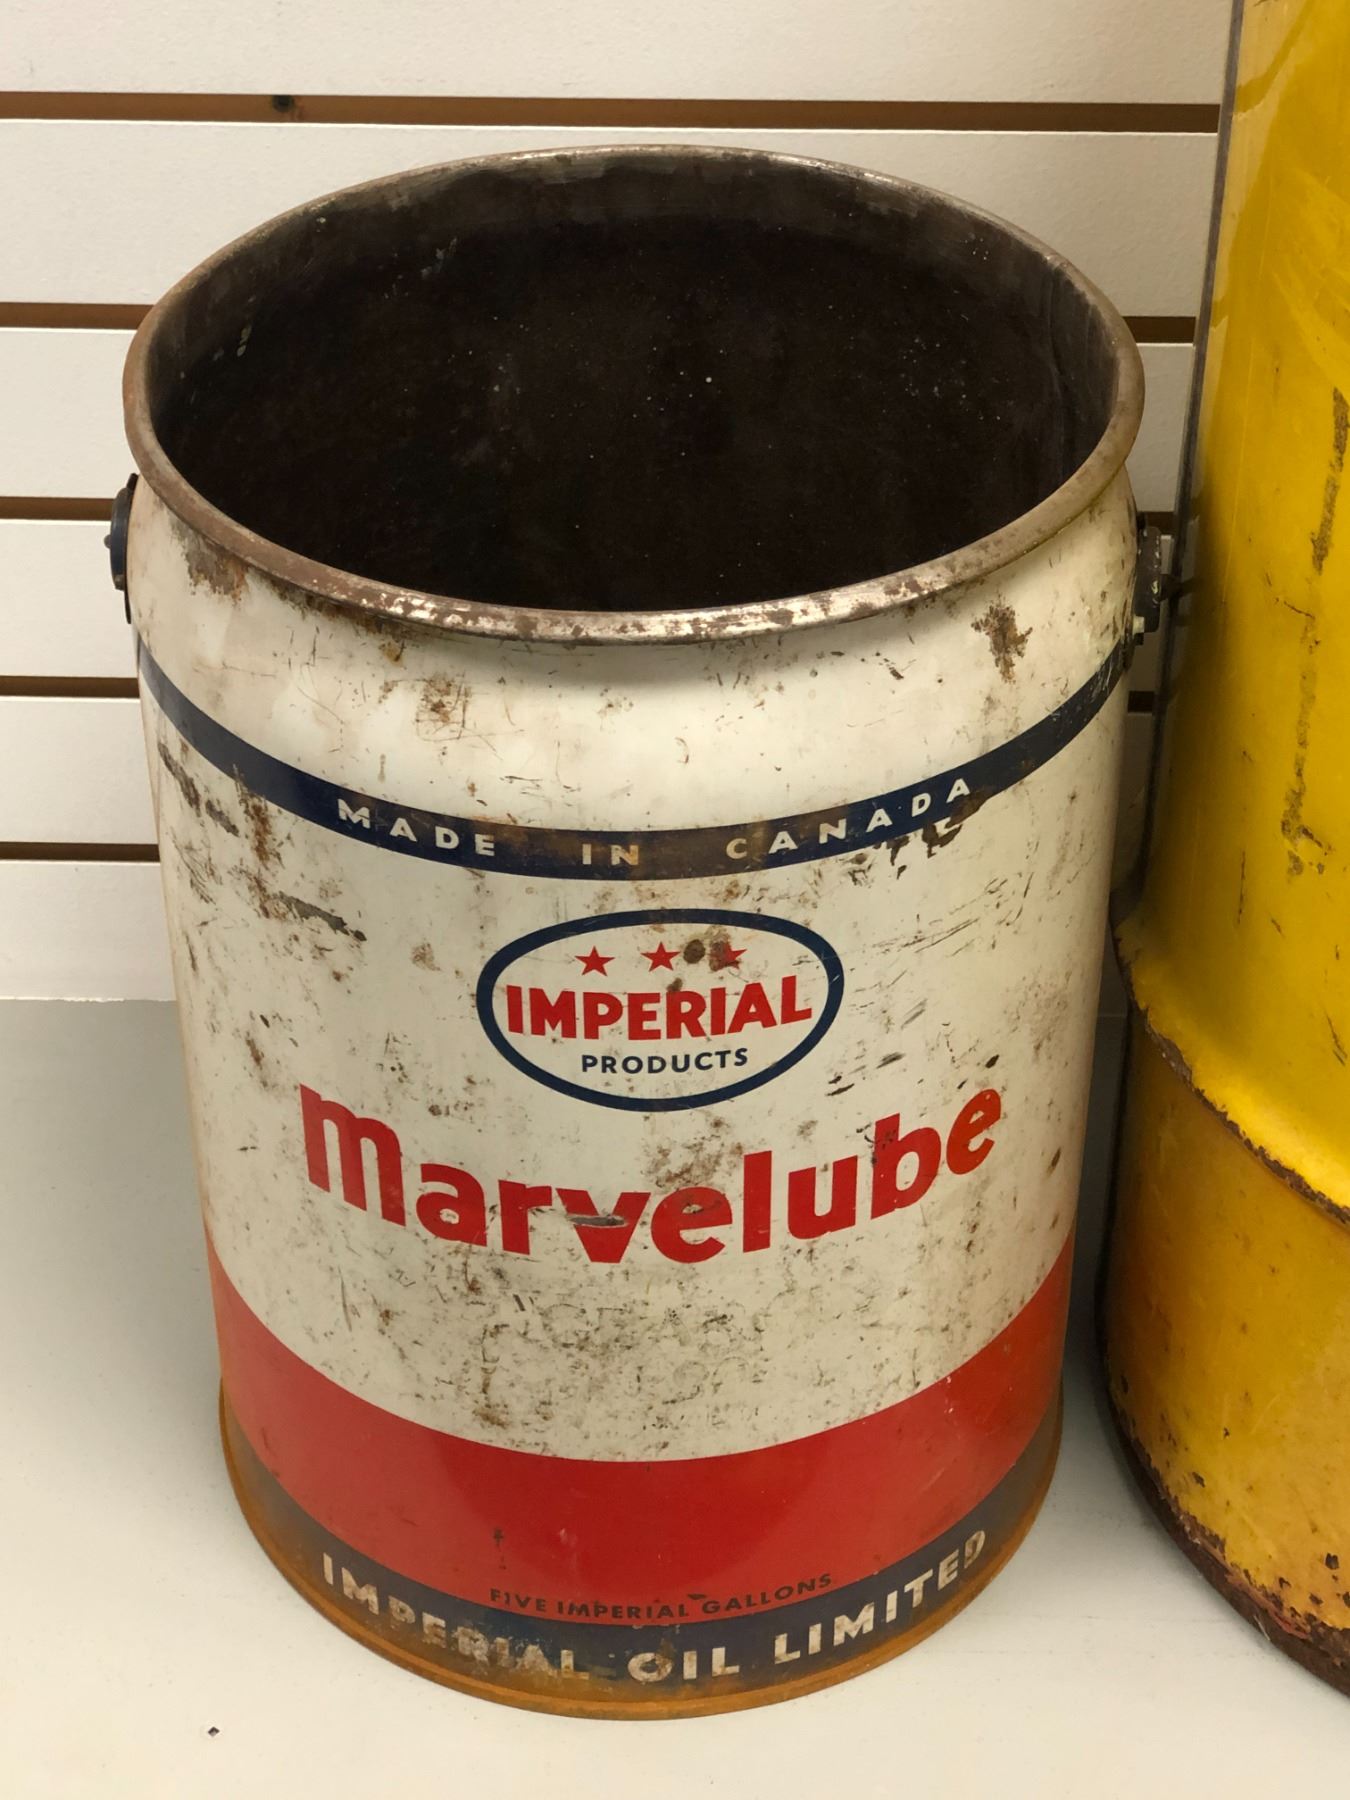 MADE IN CANADA
IMPERIAL
PRODUCTS
marvelube
FIVE IMPERIAL GALLONS
IMPERIAL OIL LIMITED